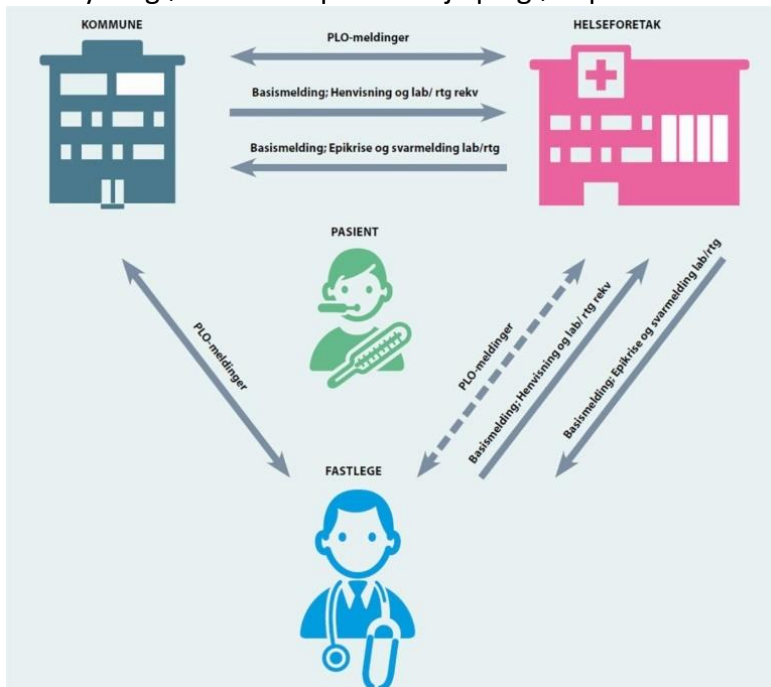 KOMMUNE
HELSEFORETAK
PLO-meldinger
Basismelding; Henvisning og lab/ rtg rekv
Basismelding; Epikrise og svarmelding lab/rtg
PASIENT
PLO-meldinger
PLO-meldinger
Basismelding; Henvisning og lab/ rtg rekv
Basismelding; Epikrise og svarmelding lab/rtg
FASTLEGE